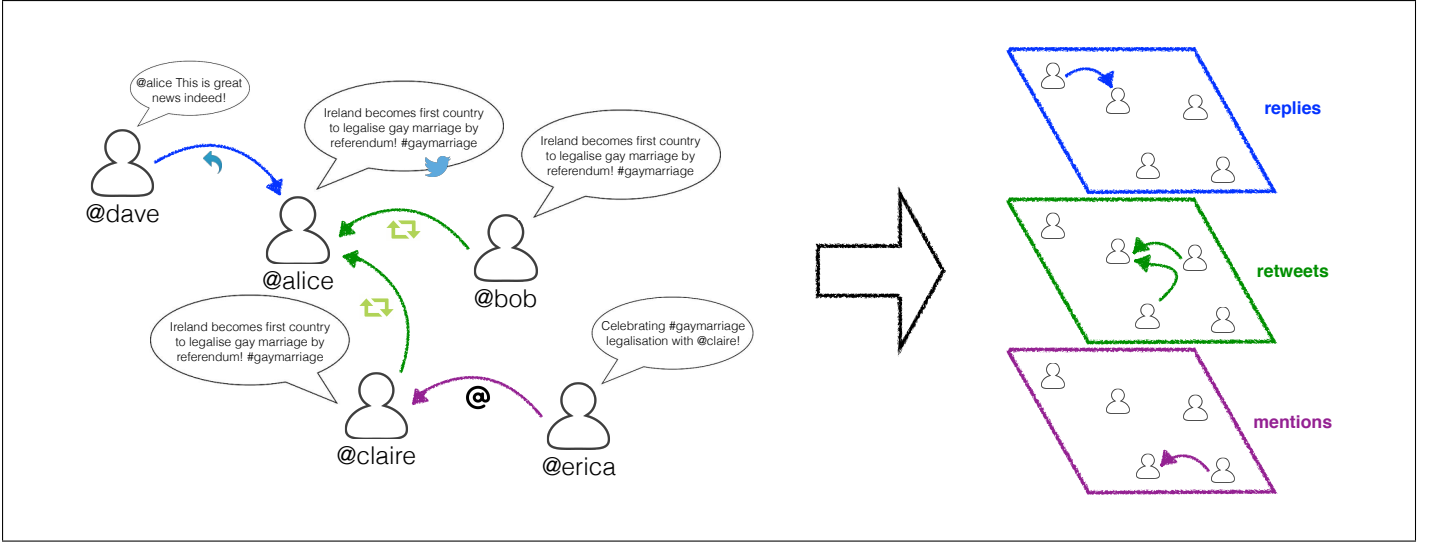 @alice This is great
news indeed!
@dave
Ireland becomes first country
to legalise gay marriage by
referendum! #gaymarriage
@alice
Ireland becomes first country
to legalise gay marriage by
referendum! #gaymarriage
@bob
Ireland becomes first country
to legalise gay marriage by
referendum! #gaymarriage
@claire
@
Celebrating #gaymarriage
legalisation with @claire!
@erica
replies
retweets
mentions